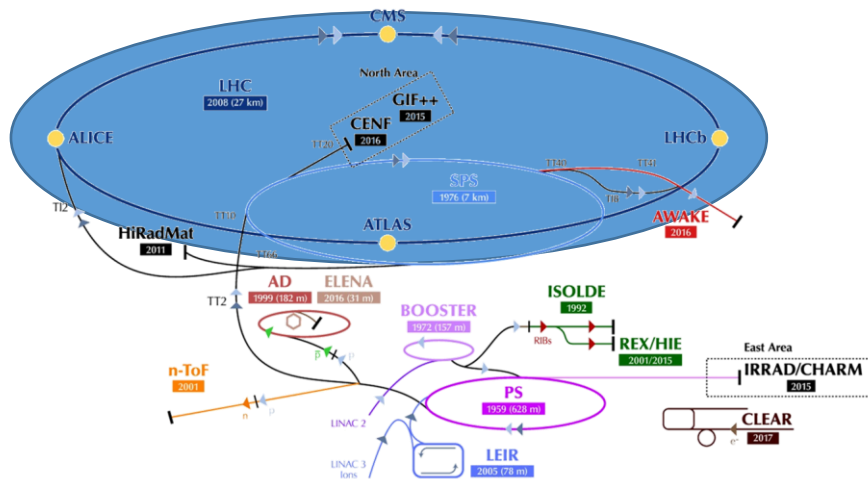 CMS
North Area
LHC
2008 (27 km)
GIF++
2015
CENF
2016
TT20
ALICE
LHCb
TT40
TT41
SPS
1976 (7 km)
TI8
TI2
TT10
AWAKE
2016
HiRadMat
2011
ATLAS
TT66
TT2
AD
1999 (182 m)
ELENA
2016 (31 m)
BOOSTER
1972 (157 m)
ISOLDE
1992
p
p
RIBs
REX/HIE
2001/2015
East Area
n-ToF
2001
IRRAD/CHARM
2015
PS
1959 (628 m)
n
p
LINAC 2
CLEAR
2017
e-
LINAC 3
Ions
LEIR
2005 (78 m)